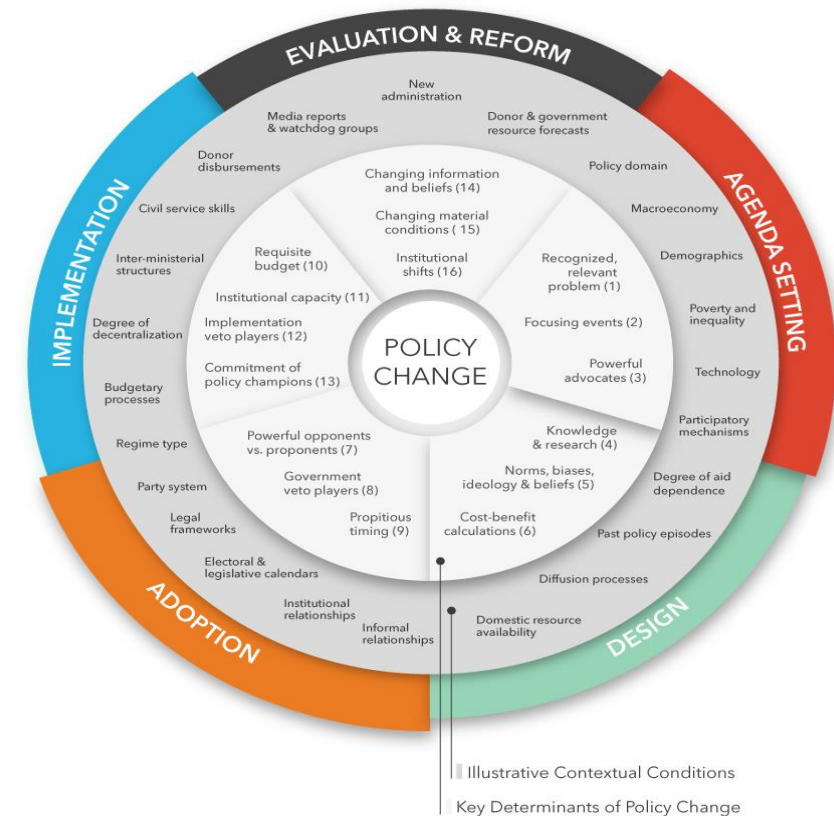 EVALUATION & REFORM
AGENDA SETTING
DESIGN
ADOPTION
IMPLEMENTATION
New
administration
Donor & government
resource forecasts
Policy domain
Macroeconomy
Demographics
Poverty and
inequality
Technology
Participatory
mechanisms
Degree of aid
dependence
Past policy episodes
Diffusion processes
Domestic resource
availability
Informal
relationships
Institutional
relationships
Electoral &
legislative calendars
Legal
frameworks
Party system
Regime type
Budgetary
processes
Degree of
decentralization
Inter-ministerial
structures
Civil service skills
Donor
disbursements
Media reports
& watchdog groups
Changing information
and beliefs (14)
Changing material
conditions ( 15)
Institutional
shifts (16)
Recognized,
relevant
problem (1)
Focusing events (2)
Powerful
advocates (3)
Knowledge
& research (4)
Norms, biases,
ideology & beliefs (5)
Cost-benefit
calculations (6)
Powerful opponents
vs. proponents (7)
Government
veto players (8)
Propitious
timing (9)
Requisite
budget (10)
Institutional capacity (11)
Implementation
veto players (12)
Commitment of
policy champions (13)
POLICY
CHANGE
Illustrative Contextual Conditions
Key Determinants of Policy Change